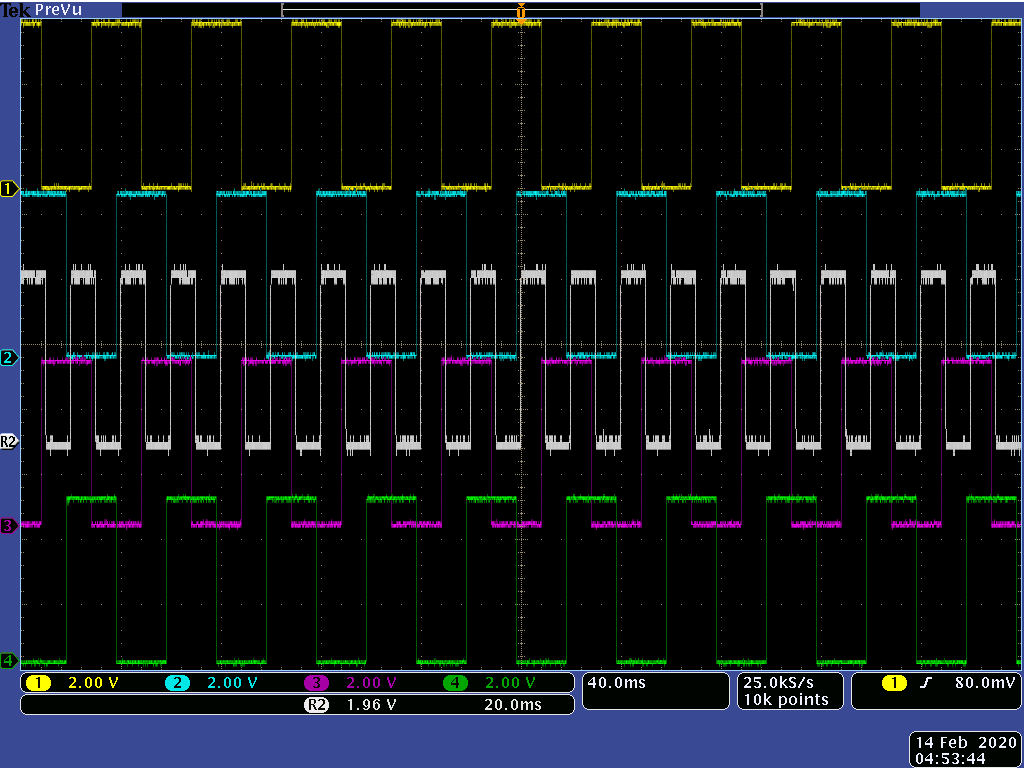 Tek PreVu
T
1
2
R2
3
4
1 2.00 V 2 2.00 V 3 2.00 V 4 2.00 V
R2 1.96 V 20.0ms
40.0ms
25.0kS/s
10k points
1 80.0mV
14 Feb 2020
04:53:44